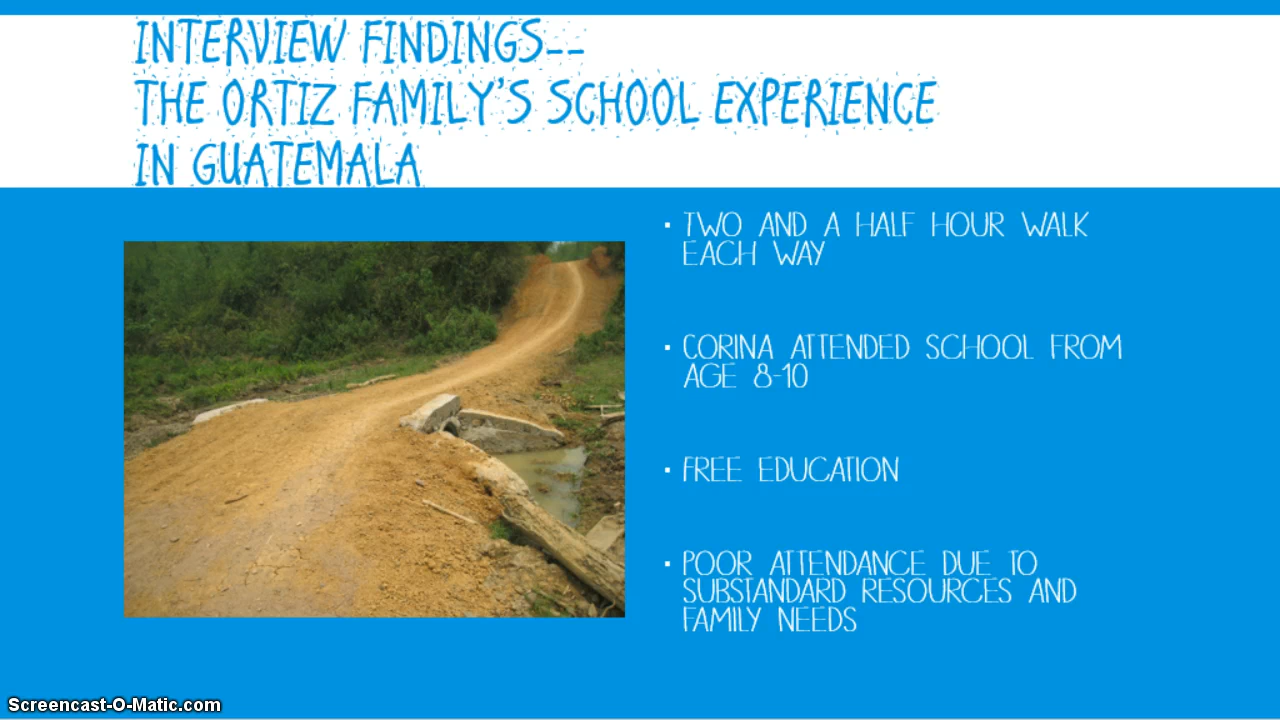 INTERVIEW FINDINGS--
THE ORTIZ FAMILY'S SCHOOL EXPERIENCE
IN GUATEMALA
▪ TWO AND A HALF HOUR WALK
EACH WAY
▪ CORINA ATTENDED SCHOOL FROM
AGE 8-10
▪ FREE EDUCATION
▪ POOR ATTENDANCE DUE TO
SUBSTANDARD RESOURCES AND
FAMILY NEEDS
Screencast-O-Matic.com